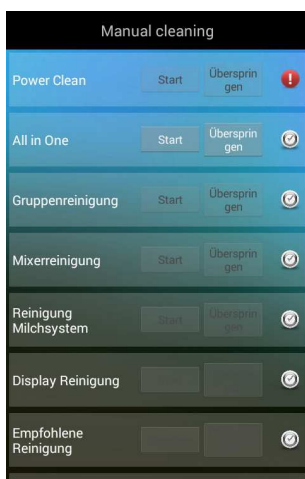 Manual cleaning
Power Clean
Start
Übersprin
gen
All in One
Start
Übersprin
gen
Gruppenreinigung
Start
Übersprin
gen
Mixerreinigung
Start
Übersprin
gen
Reinigung
Milchsystem
Start
Übersprin
gen
Display Reinigung
Empfohlene
Reinigung